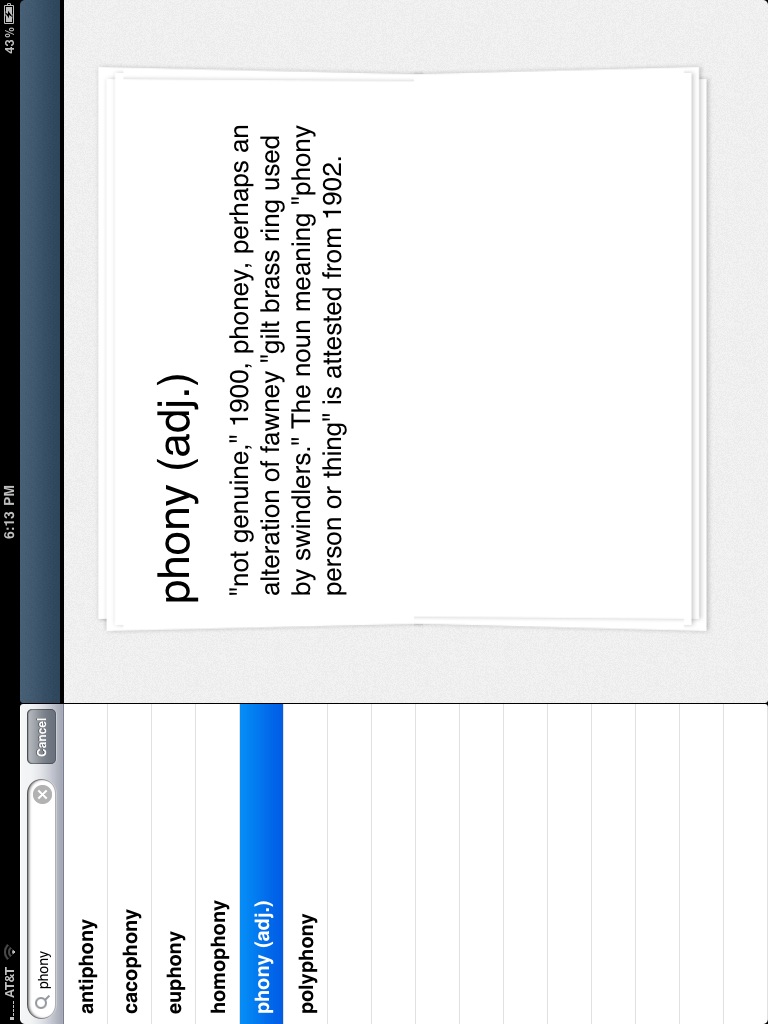 AT&T 6:13 PM 43%
phony Cancel
antiphony
cacophony
euphony
homophony
phony (adj.)
polyphony
phony (adj.)
"not genuine," 1900, phoney, perhaps an
alteration of fawney "gilt brass ring used
by swindlers." The noun meaning "phony
person or thing" is attested from 1902.